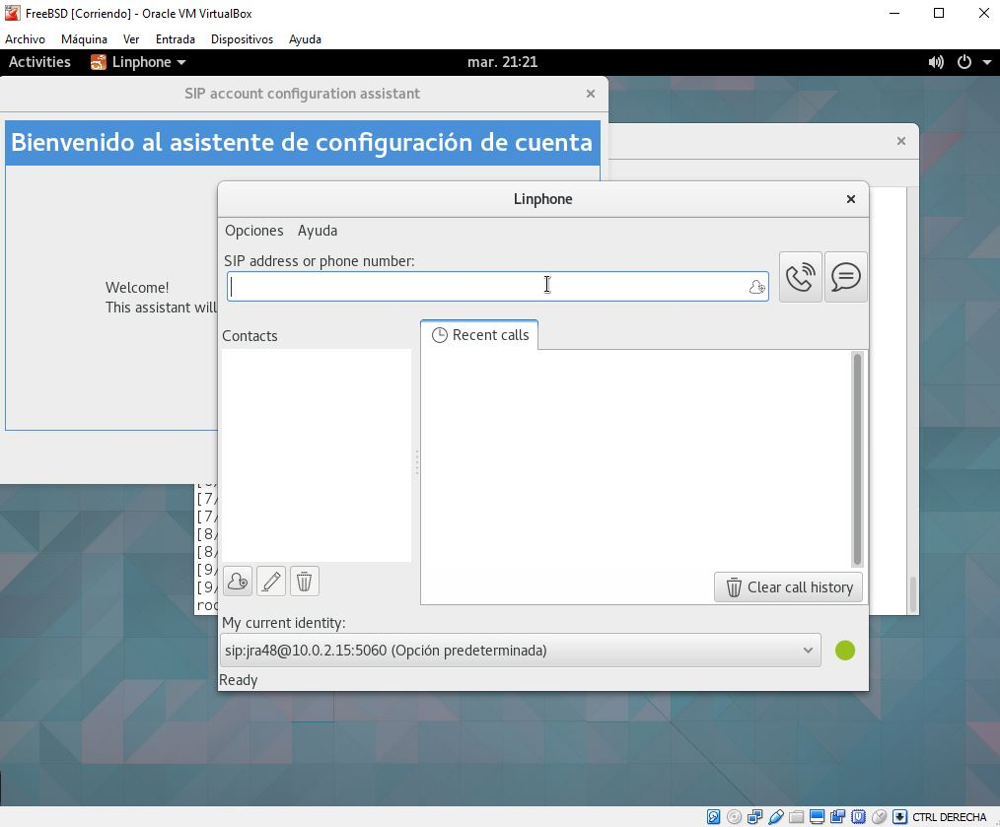 FreeBSD [Corriendo] - Oracle VM VirtualBox
Archivo Máquina Ver Entrada Dispositivos Ayuda
Activities Linphone mar. 21:21
SIP account configuration assistant
Bienvenido al asistente de configuración de cuenta
Welcome!
This assistant will
Linphone
Opciones Ayuda
SIP address or phone number:
Contacts
Recent calls
[7/
[7/
[8/
[8/
[9/
[9/
roo
Clear call history
My current identity:
sip:jra48@10.0.2.15:5060 (Opción predeterminada)
Ready
CTRL DERECHA